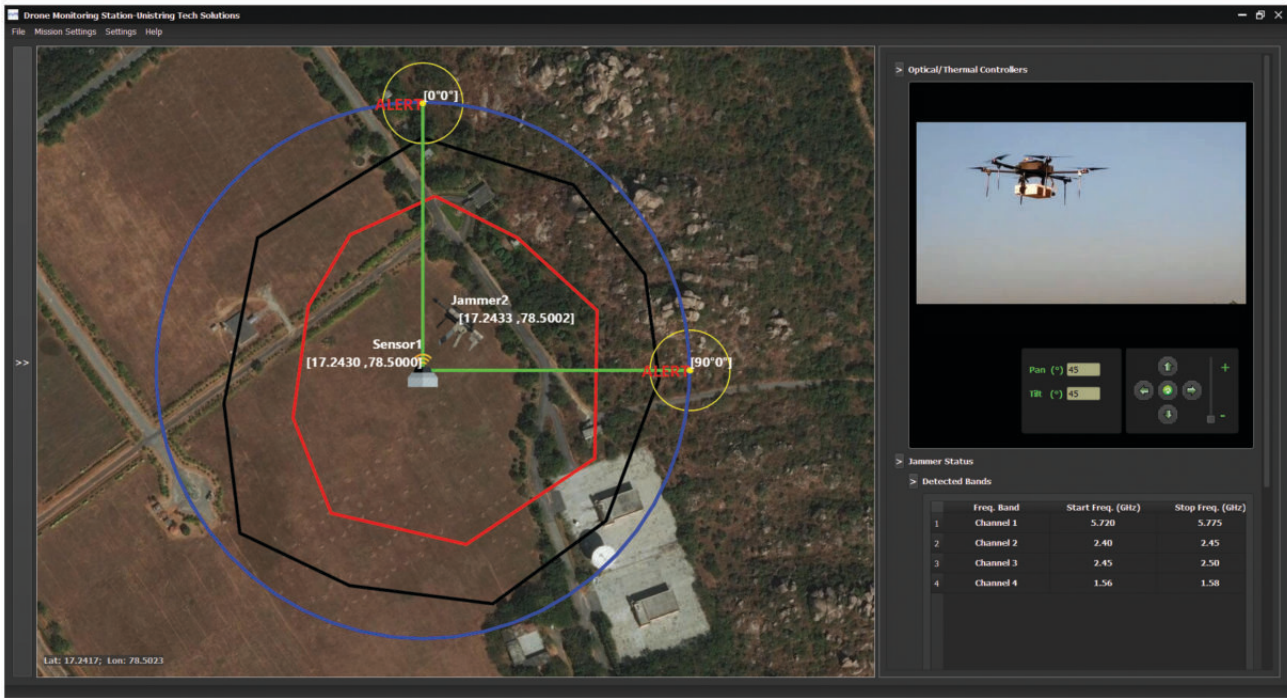 Drone Monitoring Station-Unistring Tech Solutions
File Mission Settings Settings Help
ALERT [0°0"]
Jammer2
[17.2433 ,78.5002]
Sensor1
[17.2430 ,78.5000]
ALERT [90°0"]
Lat: 17.2417; Lon: 78.5023
>>
> Optical/Thermal Controllers
Pan (°) 45
Tilt (°) 45
+
-
> Jammer Status
> Detected Bands
Freq. Band Start Freq. (GHz) Stop Freq. (GHz)
1 Channel 1 5.720 5.775
2 Channel 2 2.40 2.45
3 Channel 3 2.45 2.50
4 Channel 4 1.56 1.58